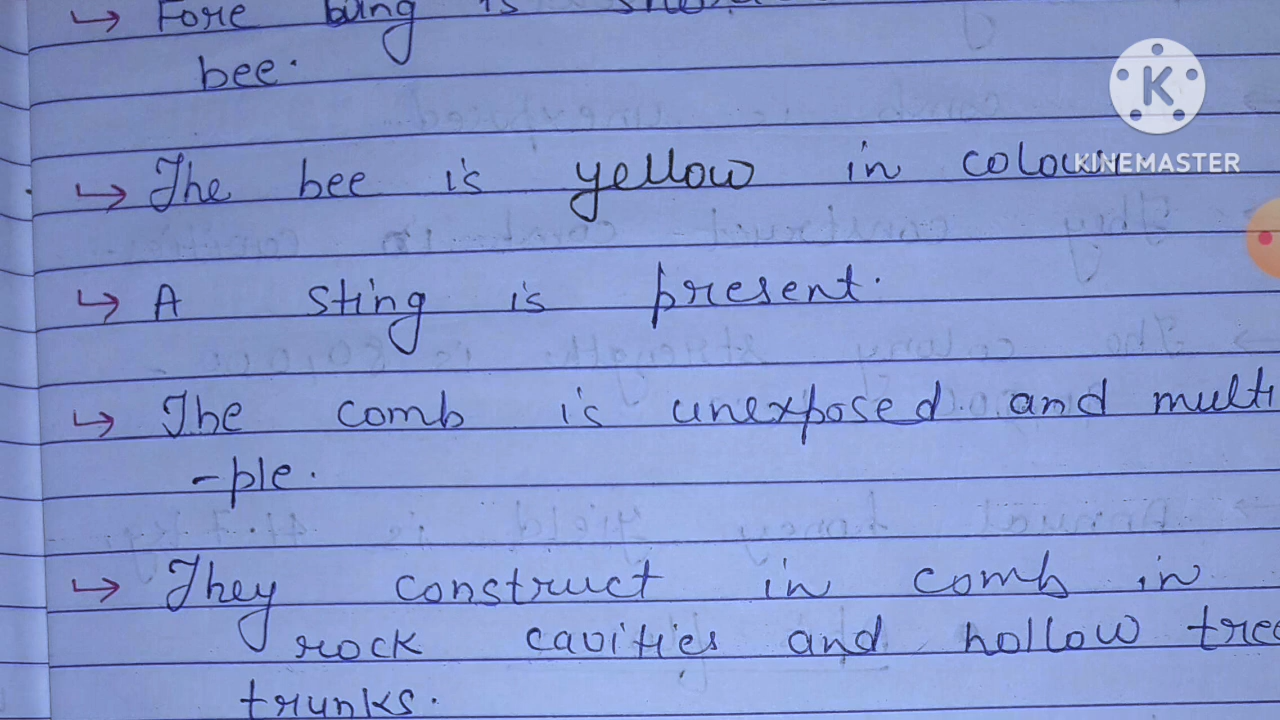 ↳ Fore wing is
bee.
K
KINEMASTER
↳ The bee is yellow in colour
↳ A sting is present.
↳ The comb is unexposed and multi
-ple.
↳ They construct in comb in
rock cavities and hollow tree
trunks.